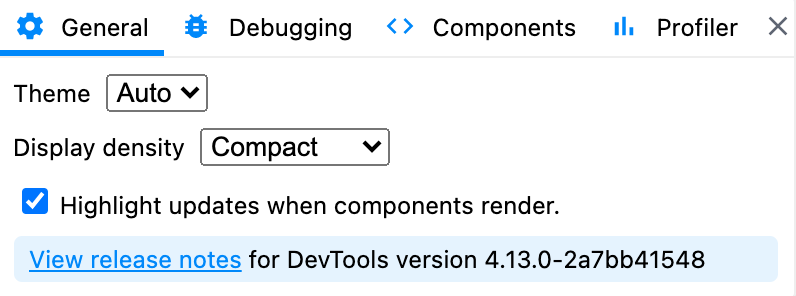 General Debugging Components Profiler
Theme Auto
Display density Compact
Highlight updates when components render.
View release notes for DevTools version 4.13.0-2a7bb41548